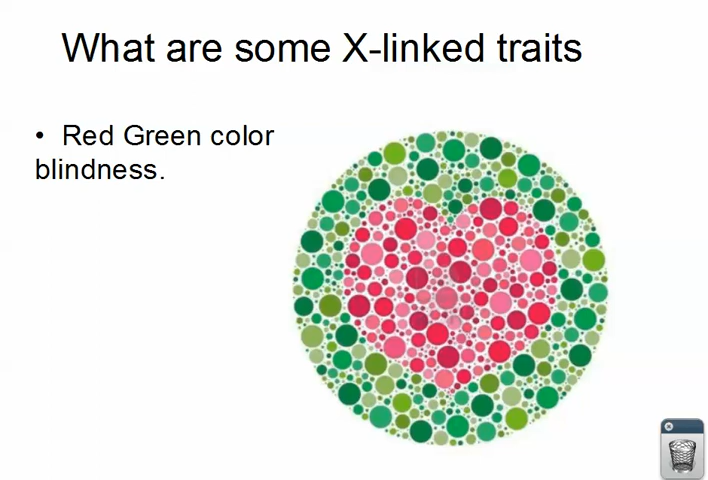 What are some X-linked traits
• Red Green color
blindness.